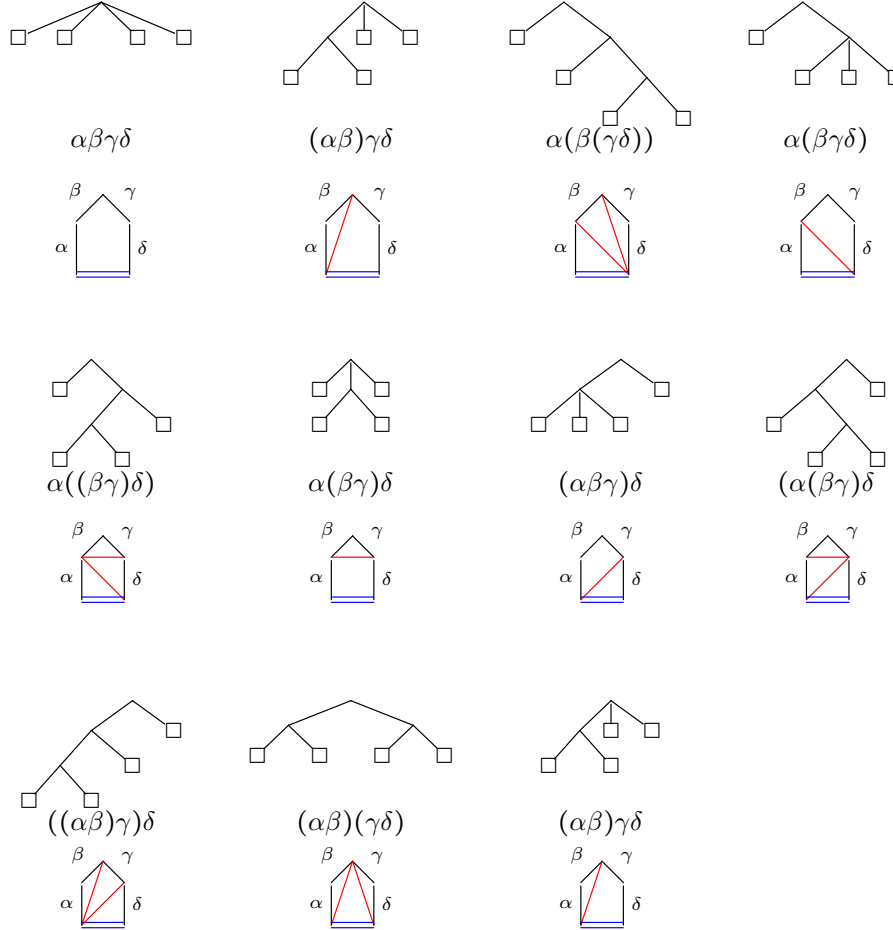 αβγδ (αβ)γδ α(β(γδ)) α(βγδ)
β γ β γ β γ β γ
α δ α δ α δ α δ
α((βγ)δ) α(βγ)δ (αβγ)δ (α(βγ)δ
β γ β γ β γ β γ
α δ α δ α δ α δ
((αβ)γ)δ (αβ)(γδ) (αβ)γδ
β γ β γ β γ
α δ α δ α δ